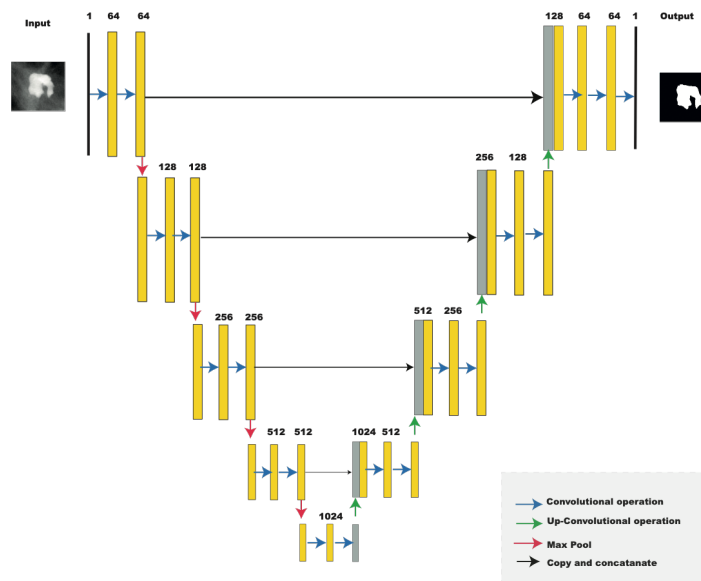 Input
1 64 64
128 64 64 1
Output
128 128
256 128
256 256
512 256
512 512
1024 512
1024
Convolutional operation
Up-Convolutional operation
Max Pool
Copy and concatanate